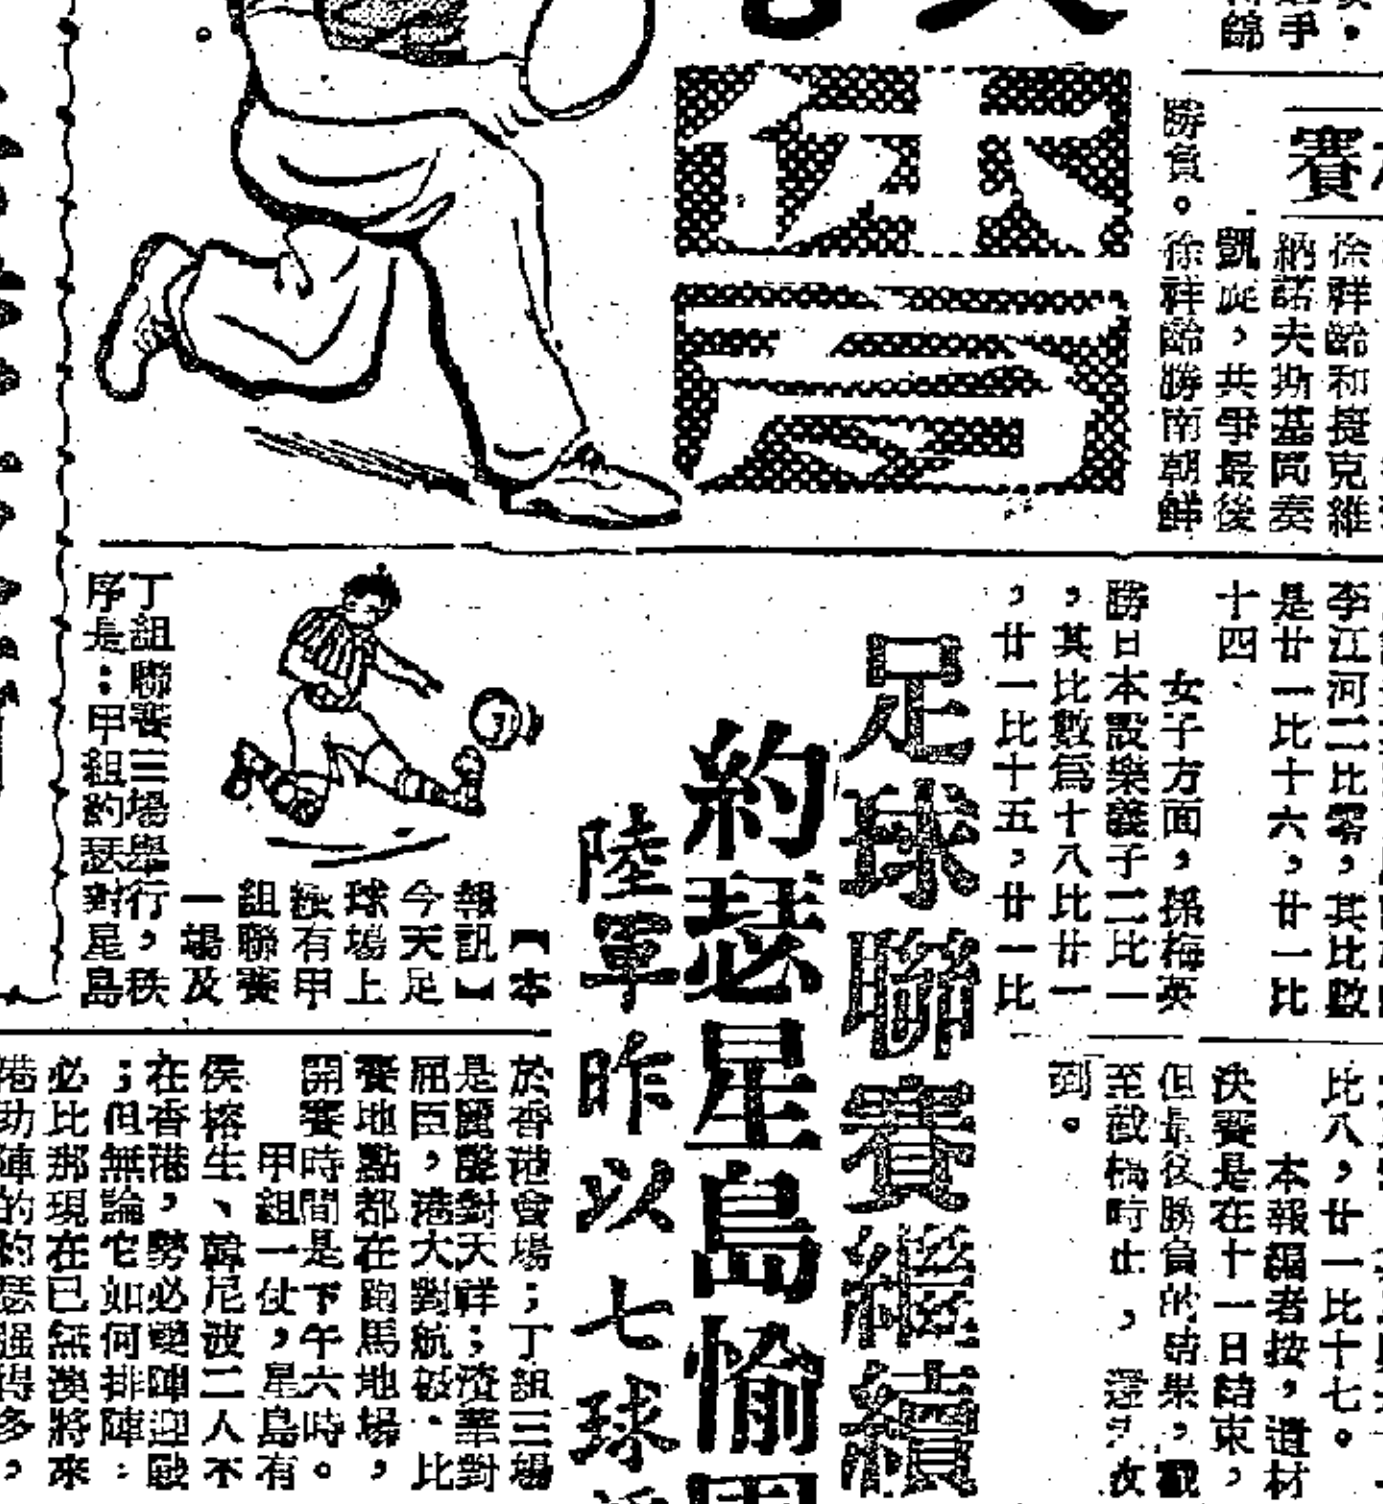 體育
賽
徐祥齡和捷克維
納諾夫斯基同奏
凱旋，共爭最後
勝負。徐祥齡勝南朝鮮
李江河二比零，其比數
是廿一比十六，廿一比
十四、
女子方面，孫梅英
勝日本設樂義子二比一
，其比數爲十八比廿一
，廿一比十五，廿一比
比八，廿一比十七。
本報編者按，這材
決賽是在十一日結束，
但最後勝負的結果，觀
至截稿時止，還未收
到。
足球聯賽繼續
約瑟星島愉園
陸軍昨以七球
【本
報訊】
今天足
球場上
續有甲
組聯賽
一場及
丁組聯賽三場舉行，秩
序是：甲組約瑟對星島
於香港會場；丁組三場
是麗聲對天祥；濟華對
屈臣，港大對航敏．比
賽地點都在跑馬地場，
開賽時間是下午六時。
甲組一仗，星島有
侯榕生、韓尼波二人不
在香港，勢必變陣迎敵
；但無論它如何排陣：
必比那現在已無漢將來
港助陣的約瑟强得多，